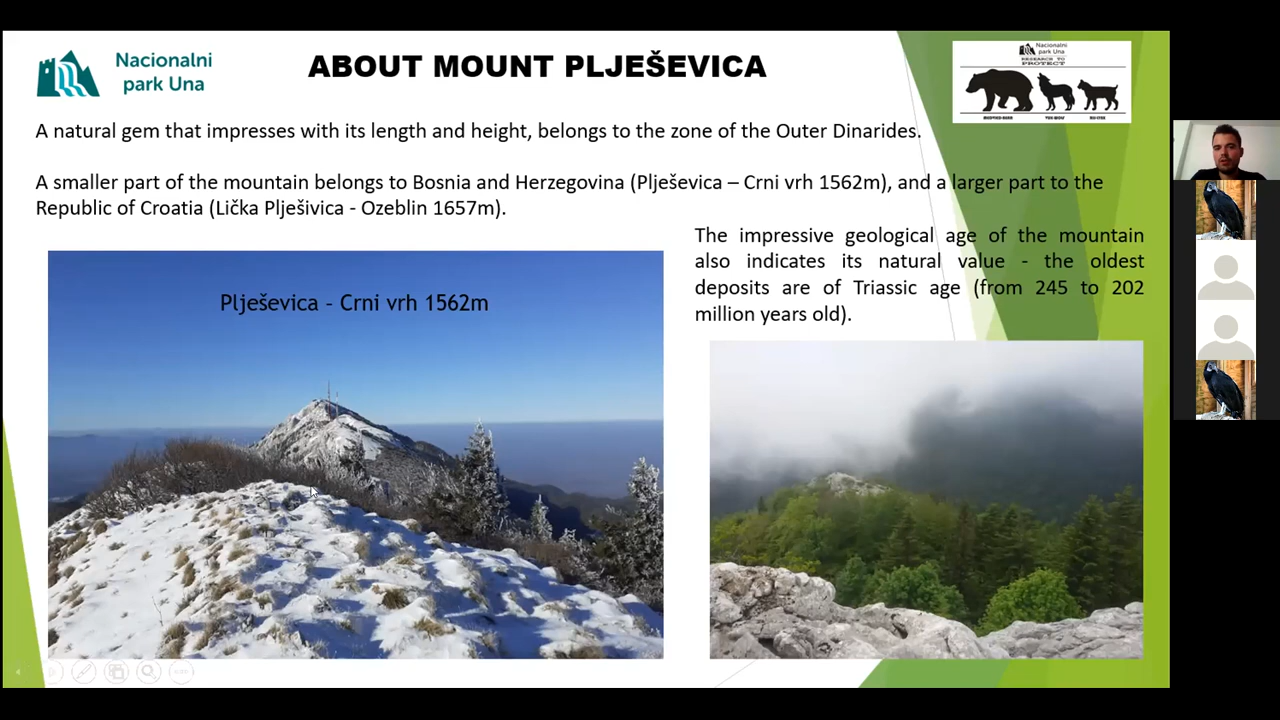 Nacionalni
park Una
ABOUT MOUNT PLJEŠEVICA
Nacionalni
park Una
RESEARCH TO
PROTECT
A natural gem that impresses with its length and height, belongs to the zone of the Outer Dinarides.
A smaller part of the mountain belongs to Bosnia and Herzegovina (Plješevica – Crni vrh 1562m), and a larger part to the
Republic of Croatia (Lička Plješivica - Ozeblin 1657m).
The impressive geological age of the mountain
also indicates its natural value - the oldest
deposits are of Triassic age (from 245 to 202
million years old).
Plješevica - Crni vrh 1562m